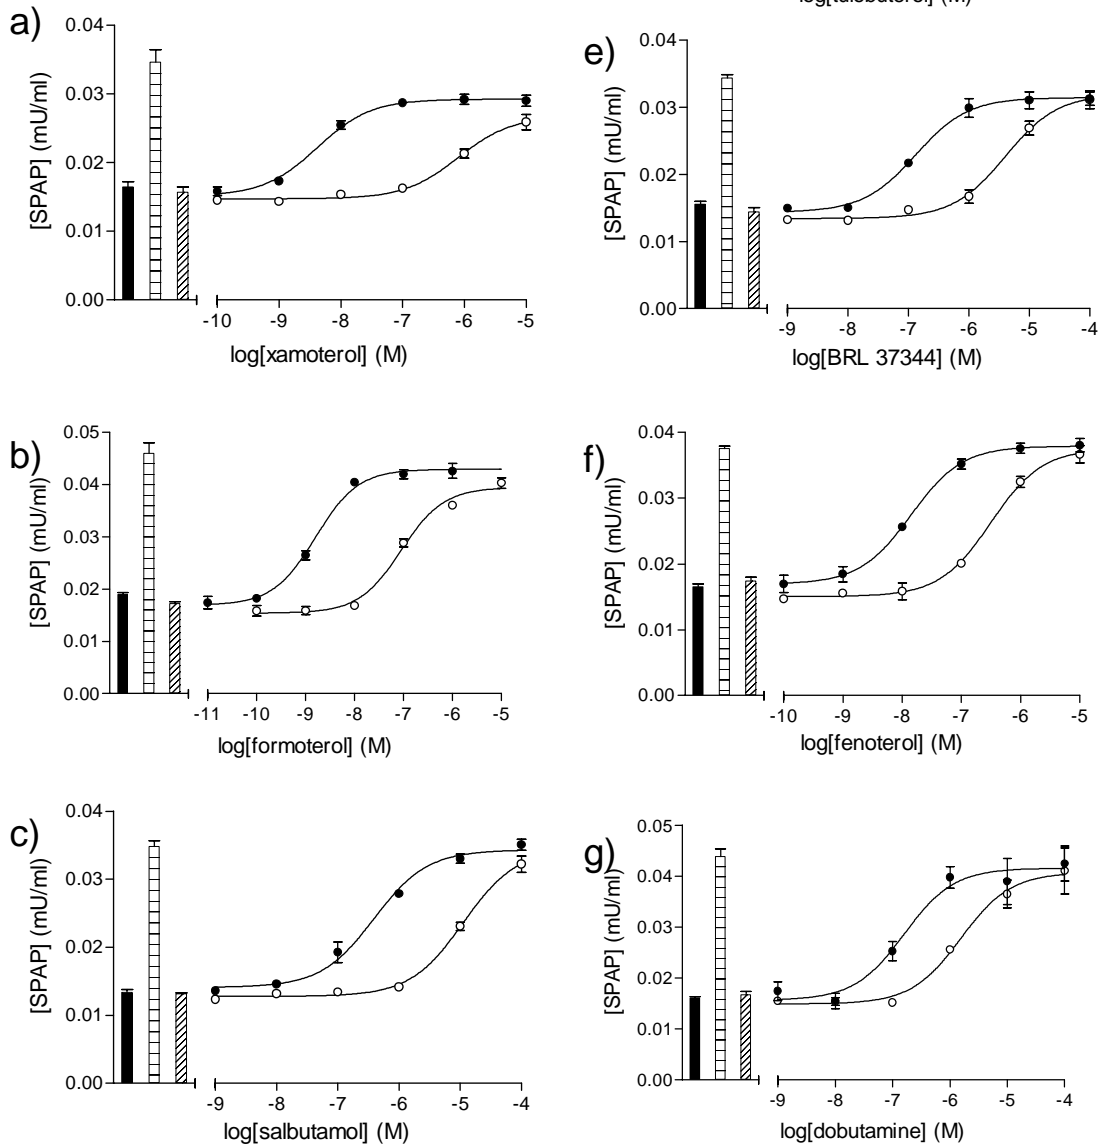 log[tulobuterol] (M)
a)
0.04
0.03
0.02
0.01
0.00
[SPAP] (mU/ml)
-10 -9 -8 -7 -6 -5
log[xamoterol] (M)
e)
0.04
0.03
0.02
0.01
0.00
[SPAP] (mU/ml)
-9 -8 -7 -6 -5 -4
log[BRL 37344] (M)
b)
0.05
0.04
0.03
0.02
0.01
0.00
[SPAP] (mU/ml)
-11 -10 -9 -8 -7 -6 -5
log[formoterol] (M)
f)
0.04
0.03
0.02
0.01
0.00
[SPAP] (mU/ml)
-10 -9 -8 -7 -6 -5
log[fenoterol] (M)
c)
0.04
0.03
0.02
0.01
0.00
[SPAP] (mU/ml)
-9 -8 -7 -6 -5 -4
log[salbutamol] (M)
g)
0.05
0.04
0.03
0.02
0.01
0.00
[SPAP] (mU/ml)
-9 -8 -7 -6 -5 -4
log[dobutamine] (M)